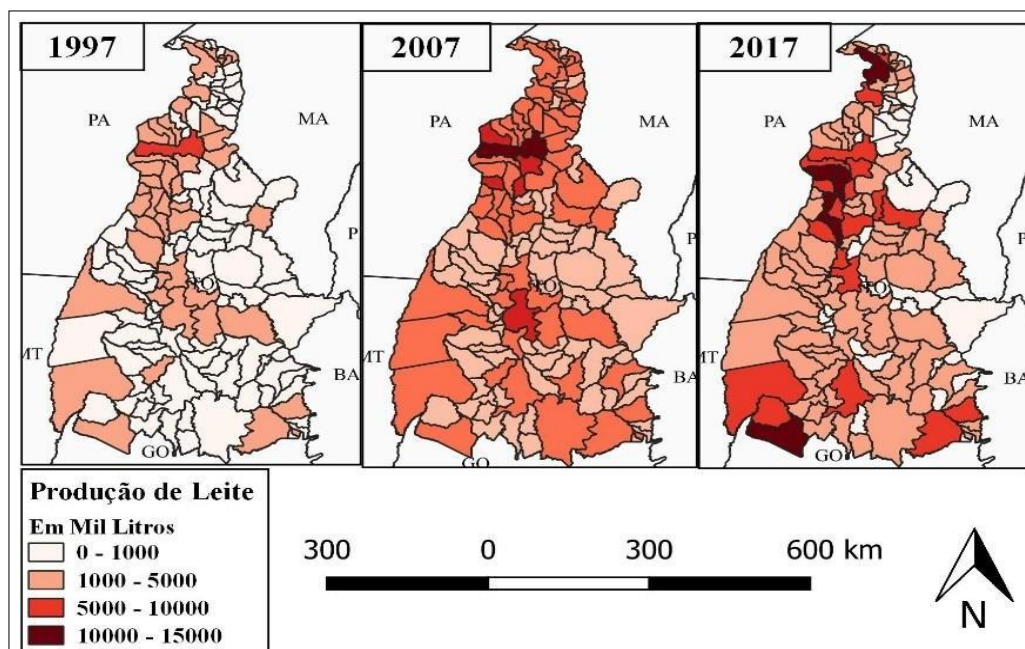 1997
2007
2017
PA
MA
PA
MA
PA
MA
P
P
P
TO
TO
TO
MT
MT
BA
BA
BA
GO
GO
GO
Produção de Leite
Em Mil Litros
0 - 1000
1000 - 5000
5000 - 10000
10000 - 15000
300 0 300 600 km
N